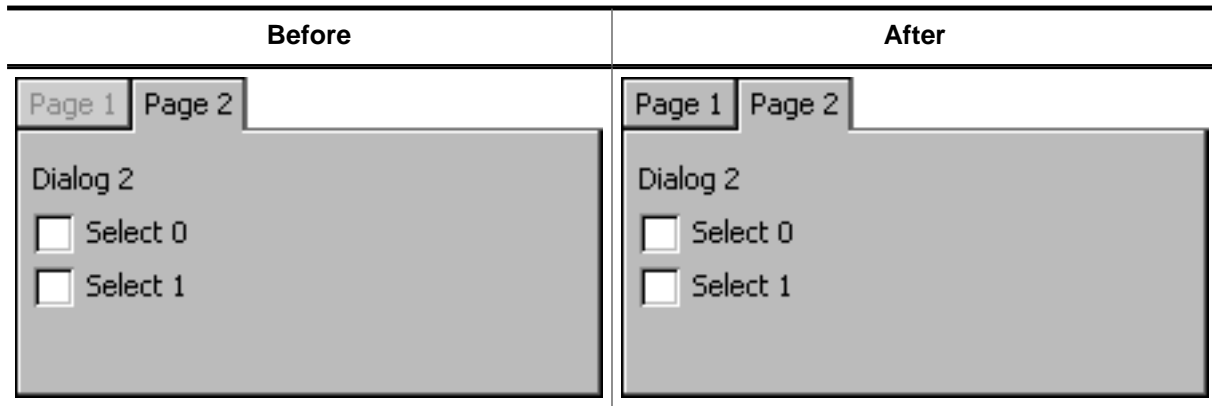 Before After
Page 1 Page 2 Page 1 Page 2
Dialog 2 Dialog 2
Select 0 Select 0
Select 1 Select 1